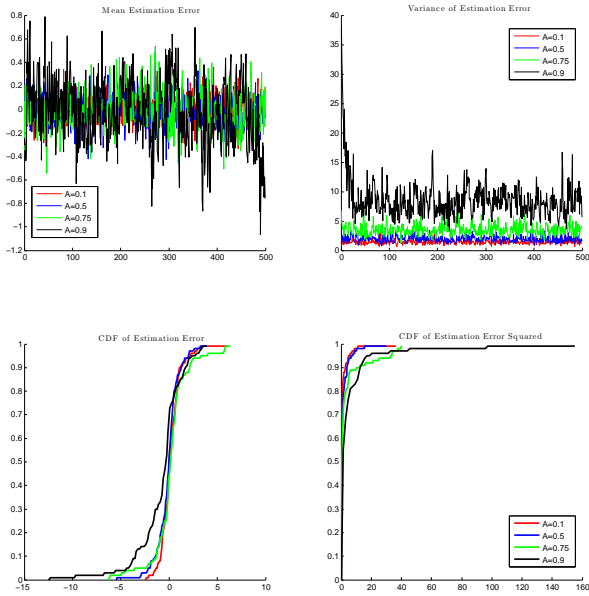 Mean Estimation Error
0.8
0.6
0.4
0.2
0
−0.2
−0.4
−0.6
−0.8
−1
−1.2
0 100 200 300 400 500
A=0.1
A=0.5
A=0.75
A=0.9
Variance of Estimation Error
40
35
30
25
20
15
10
5
0
0 100 200 300 400 500
A=0.1
A=0.5
A=0.75
A=0.9
CDF of Estimation Error
1
0.9
0.8
0.7
0.6
0.5
0.4
0.3
0.2
0.1
0
−15 −10 −5 0 5 10
CDF of Estimation Error Squared
1
0.9
0.8
0.7
0.6
0.5
0.4
0.3
0.2
0.1
0
0 20 40 60 80 100 120 140 160
A=0.1
A=0.5
A=0.75
A=0.9